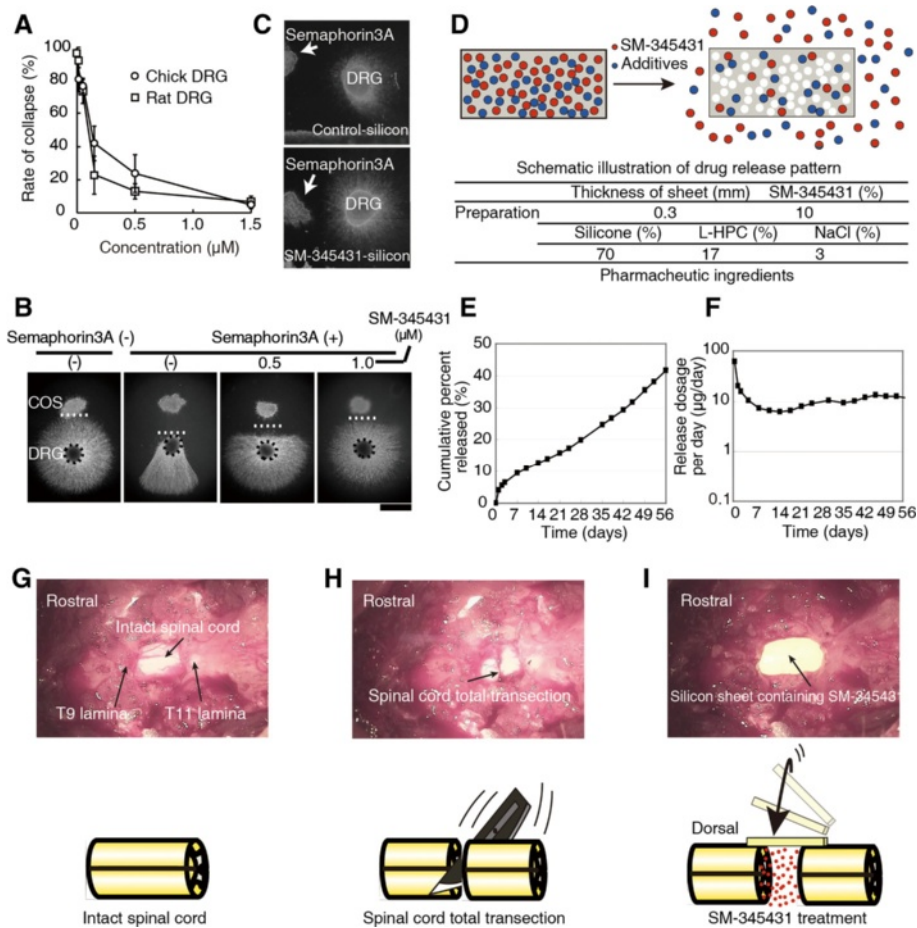 A
Rate of collapse (%)
100
80
60
40
20
0
Chick DRG
Rat DRG
0
0.5
1.0
1.5
Concentration (µM)
C
Semaphorin3A
DRG
Control-silicon
Semaphorin3A
DRG
SM-345431-silicon
D
SM-345431
Additives
Schematic illustration of drug release pattern
Thickness of sheet (mm) SM-345431 (%)
Preparation
0.3 10
Silicone (%) L-HPC (%) NaCl (%)
70 17 3
Pharmacheutic ingredients
B
SM-345431
(µM)
Semaphorin3A (-) Semaphorin3A (+)
(-) (-) 0.5 1.0
COS
DRG
E
Cumulative percent
released (%)
50
40
30
20
10
0
0 7 14 21 28 35 42 49 56
Time (days)
F
Release dosage
per day (µg/day)
100
10
1
0.1
0 7 14 21 28 35 42 49 56
Time (days)
G
Rostral
Intact spinal cord
T9 lamina T11 lamina
Intact spinal cord
H
Rostral
Spinal cord total transection
Spinal cord total transection
I
Rostral
Silicon sheet containing SM-345431
Dorsal
SM-345431 treatment